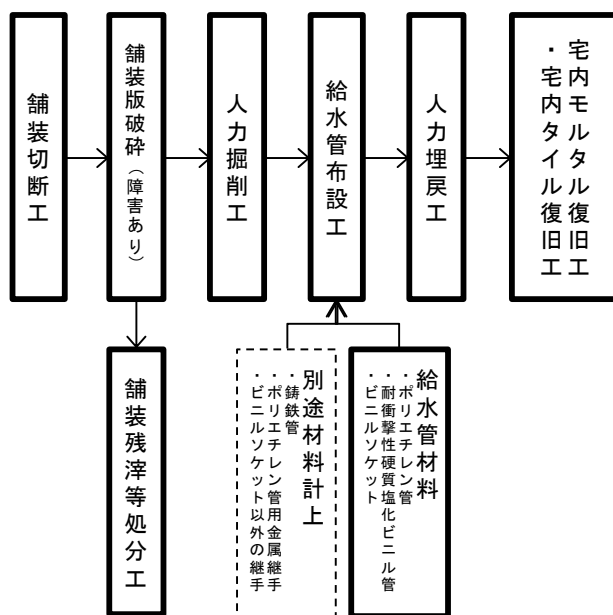 舗装切断工
舗装版破砕（障害あり）
人力掘削工
給水管布設工
人力埋戻工
宅内モルタル復旧工
・宅内タイル復旧工
舗装残滓等処分工
別途材料計上
・鋳鉄管
・ポリエチレン管用金属継手
・ビニルソケット以外の継手
給水管材料
・ポリエチレン管
・耐衝撃性硬質塩化ビニル管
・ビニルソケット